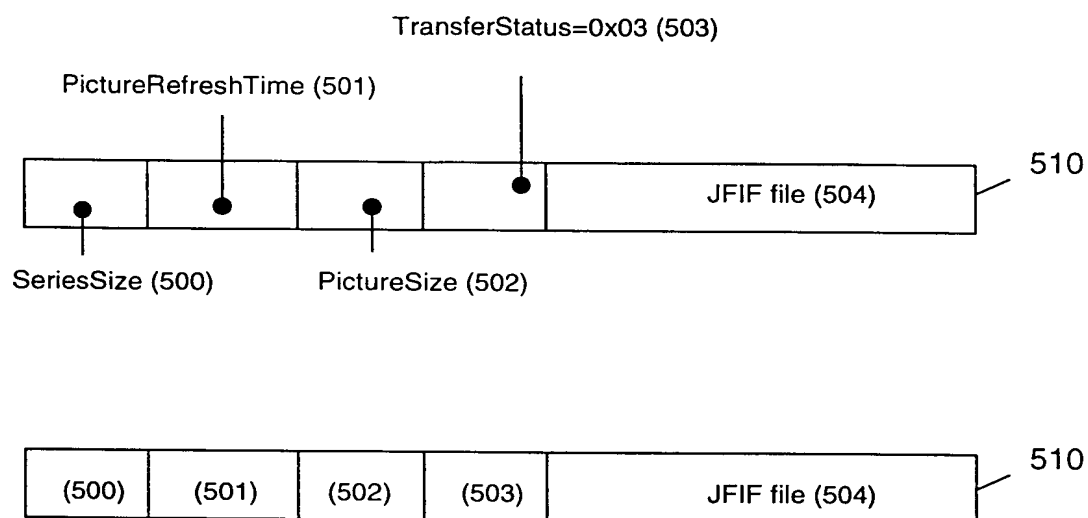 TransferStatus=0x03 (503)
PictureRefreshTime (501)
510
JFIF file (504)
SeriesSize (500) PictureSize (502)
510
(500) (501) (502) (503) JFIF file (504)